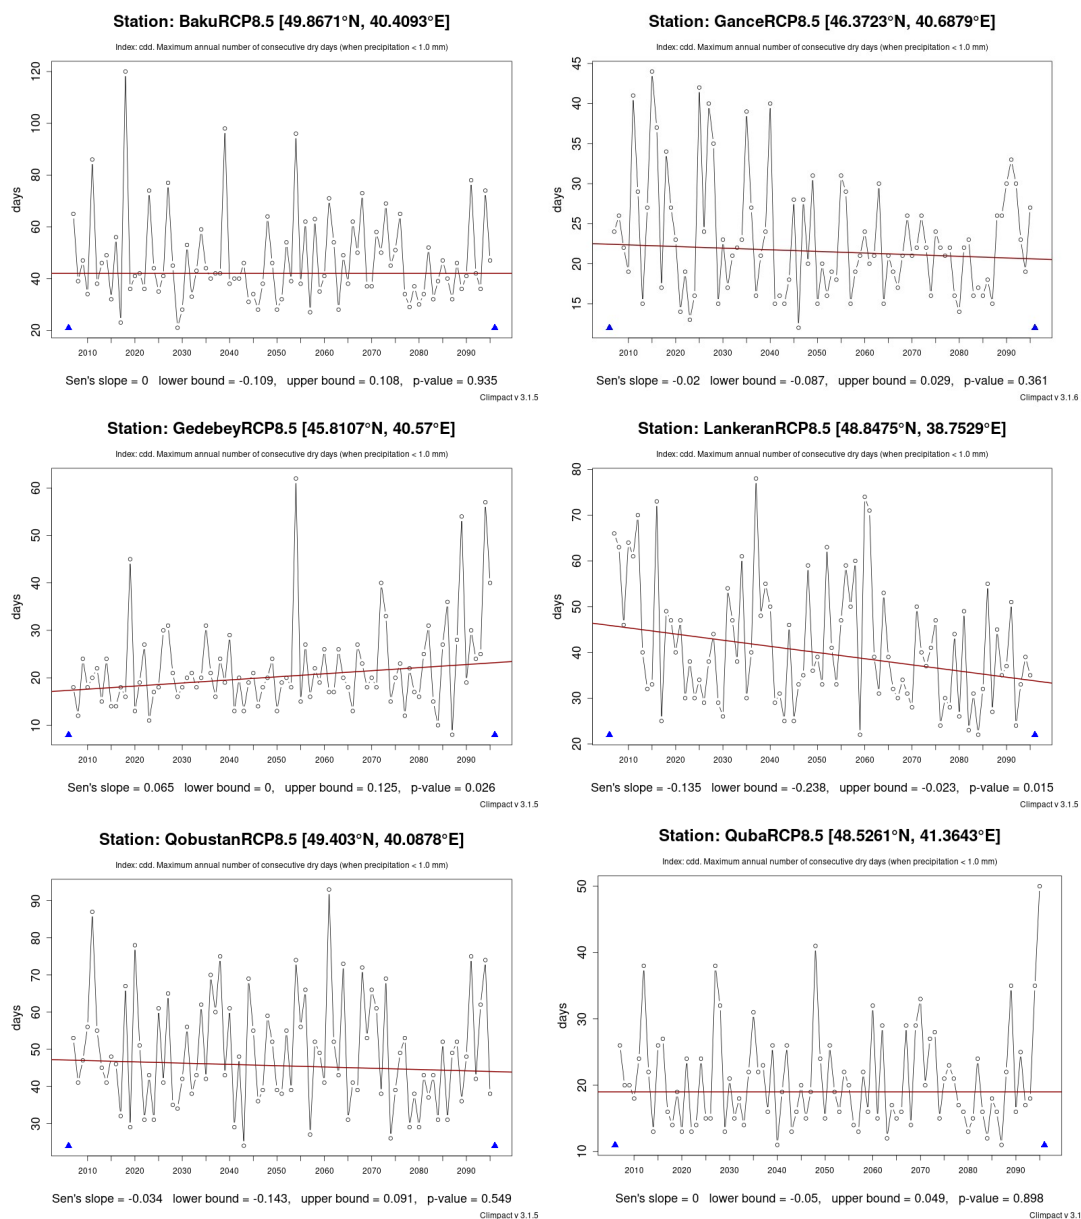 Station: BakuRCP8.5 [49.8671°N, 40.4093°E]
Index: cdd. Maximum annual number of consecutive dry days (when precipitation < 1.0 mm)
days
120
100
80
60
40
20
2010 2020 2030 2040 2050 2060 2070 2080 2090
Sen's slope = 0 lower bound = -0.109, upper bound = 0.108, p-value = 0.935
Climpact v 3.1.5
Station: GanceRCP8.5 [46.3723°N, 40.6879°E]
Index: cdd. Maximum annual number of consecutive dry days (when precipitation < 1.0 mm)
days
45
40
35
30
25
20
15
2010 2020 2030 2040 2050 2060 2070 2080 2090
Sen's slope = -0.02 lower bound = -0.087, upper bound = 0.029, p-value = 0.361
Climpact v 3.1.6
Station: GedebeyRCP8.5 [45.8107°N, 40.57°E]
Index: cdd. Maximum annual number of consecutive dry days (when precipitation < 1.0 mm)
days
60
50
40
30
20
10
2010 2020 2030 2040 2050 2060 2070 2080 2090
Sen's slope = 0.065 lower bound = 0, upper bound = 0.125, p-value = 0.026
Climpact v 3.1.5
Station: LankeranRCP8.5 [48.8475°N, 38.7529°E]
Index: cdd. Maximum annual number of consecutive dry days (when precipitation < 1.0 mm)
days
80
70
60
50
40
30
20
2010 2020 2030 2040 2050 2060 2070 2080 2090
Sen's slope = -0.135 lower bound = -0.238, upper bound = -0.023, p-value = 0.015
Climpact v 3.1.5
Station: QobustanRCP8.5 [49.403°N, 40.0878°E]
Index: cdd. Maximum annual number of consecutive dry days (when precipitation < 1.0 mm)
days
90
80
70
60
50
40
30
2010 2020 2030 2040 2050 2060 2070 2080 2090
Sen's slope = -0.034 lower bound = -0.143, upper bound = 0.091, p-value = 0.549
Climpact v 3.1.5
Station: QubaRCP8.5 [48.5261°N, 41.3643°E]
Index: cdd. Maximum annual number of consecutive dry days (when precipitation < 1.0 mm)
days
50
40
30
20
10
2010 2020 2030 2040 2050 2060 2070 2080 2090
Sen's slope = 0 lower bound = -0.05, upper bound = 0.049, p-value = 0.898
Climpact v 3.1